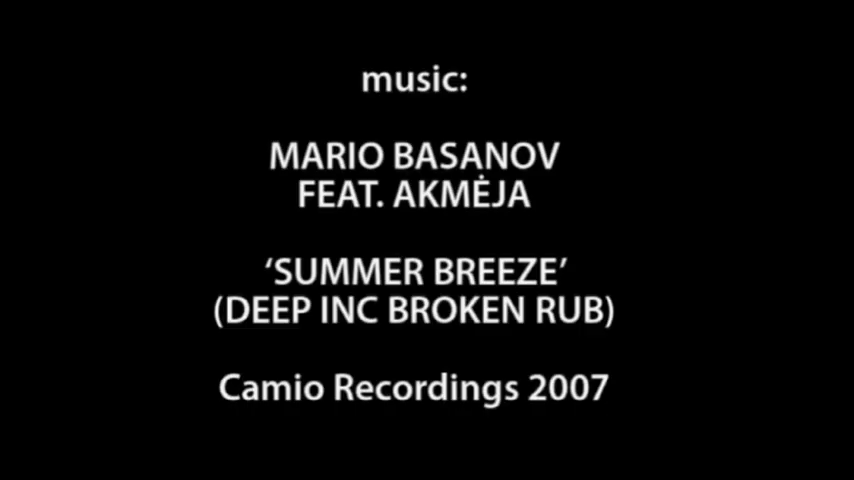 music:
MARIO BASANOV
FEAT. AKMĖJA
‘SUMMER BREEZE’
(DEEP INC BROKEN RUB)
Camio Recordings 2007